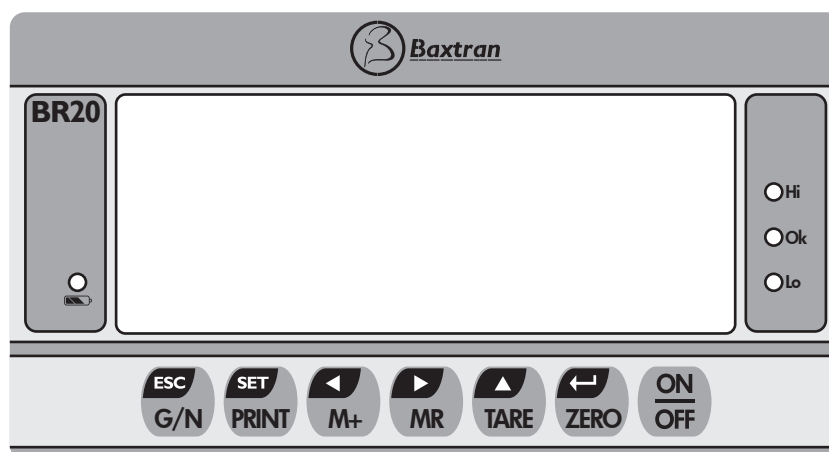 Baxtran
BR20
Hi
Ok
Lo
ESC SET ON
G/N PRINT M+ MR TARE ZERO OFF